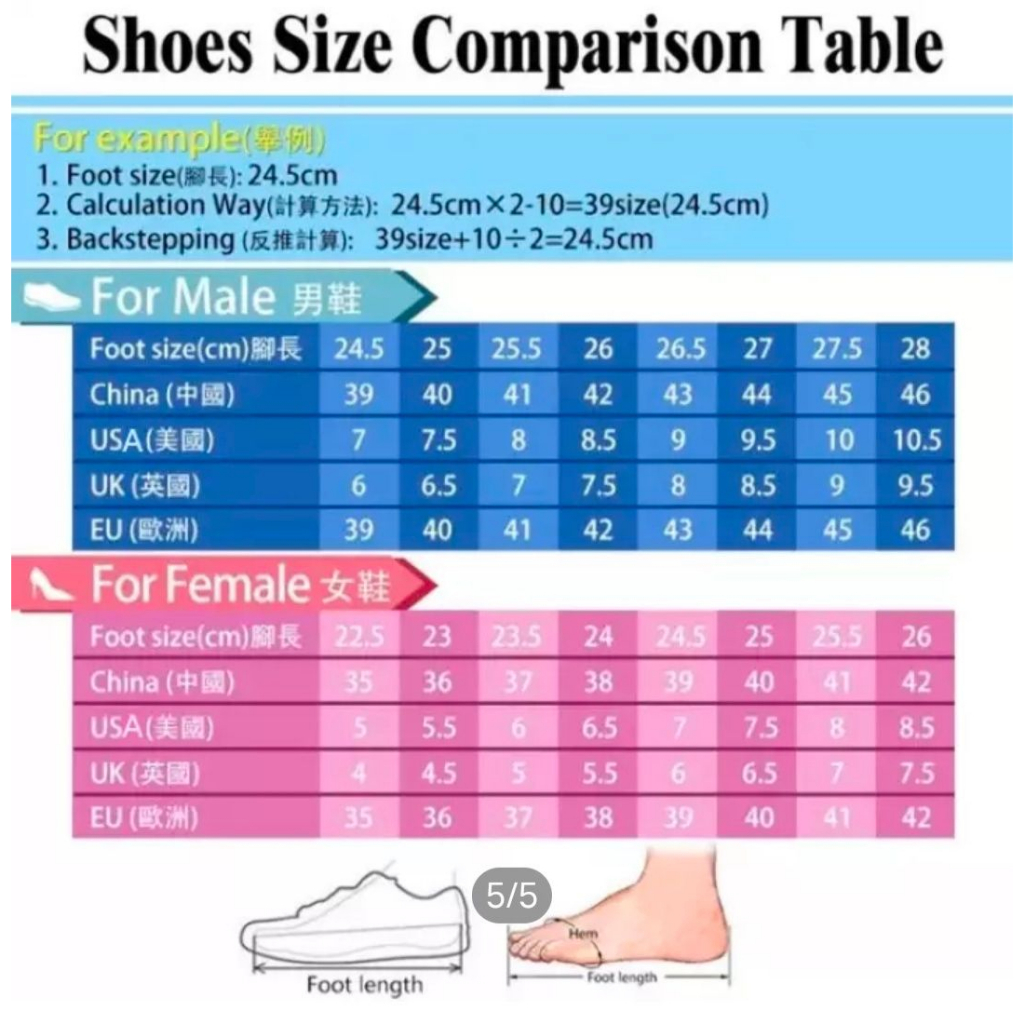 Shoes Size Comparison Table
For example(舉例)
1. Foot size(腳長): 24.5cm
2. Calculation Way(計算方法): 24.5cm×2-10=39size(24.5cm)
3. Backstepping (反推計算): 39size+10÷2=24.5cm
For Male 男鞋
Foot size(cm)腳長 24.5 25 25.5 26 26.5 27 27.5 28
China (中國) 39 40 41 42 43 44 45 46
USA(美國) 7 7.5 8 8.5 9 9.5 10 10.5
UK (英國) 6 6.5 7 7.5 8 8.5 9 9.5
EU (歐洲) 39 40 41 42 43 44 45 46
For Female 女鞋
Foot size(cm)腳長 22.5 23 23.5 24 24.5 25 25.5 26
China (中國) 35 36 37 38 39 40 41 42
USA(美國) 5 5.5 6 6.5 7 7.5 8 8.5
UK (英國) 4 4.5 5 5.5 6 6.5 7 7.5
EU (歐洲) 35 36 37 38 39 40 41 42
5/5
Hem
Foot length
Foot length